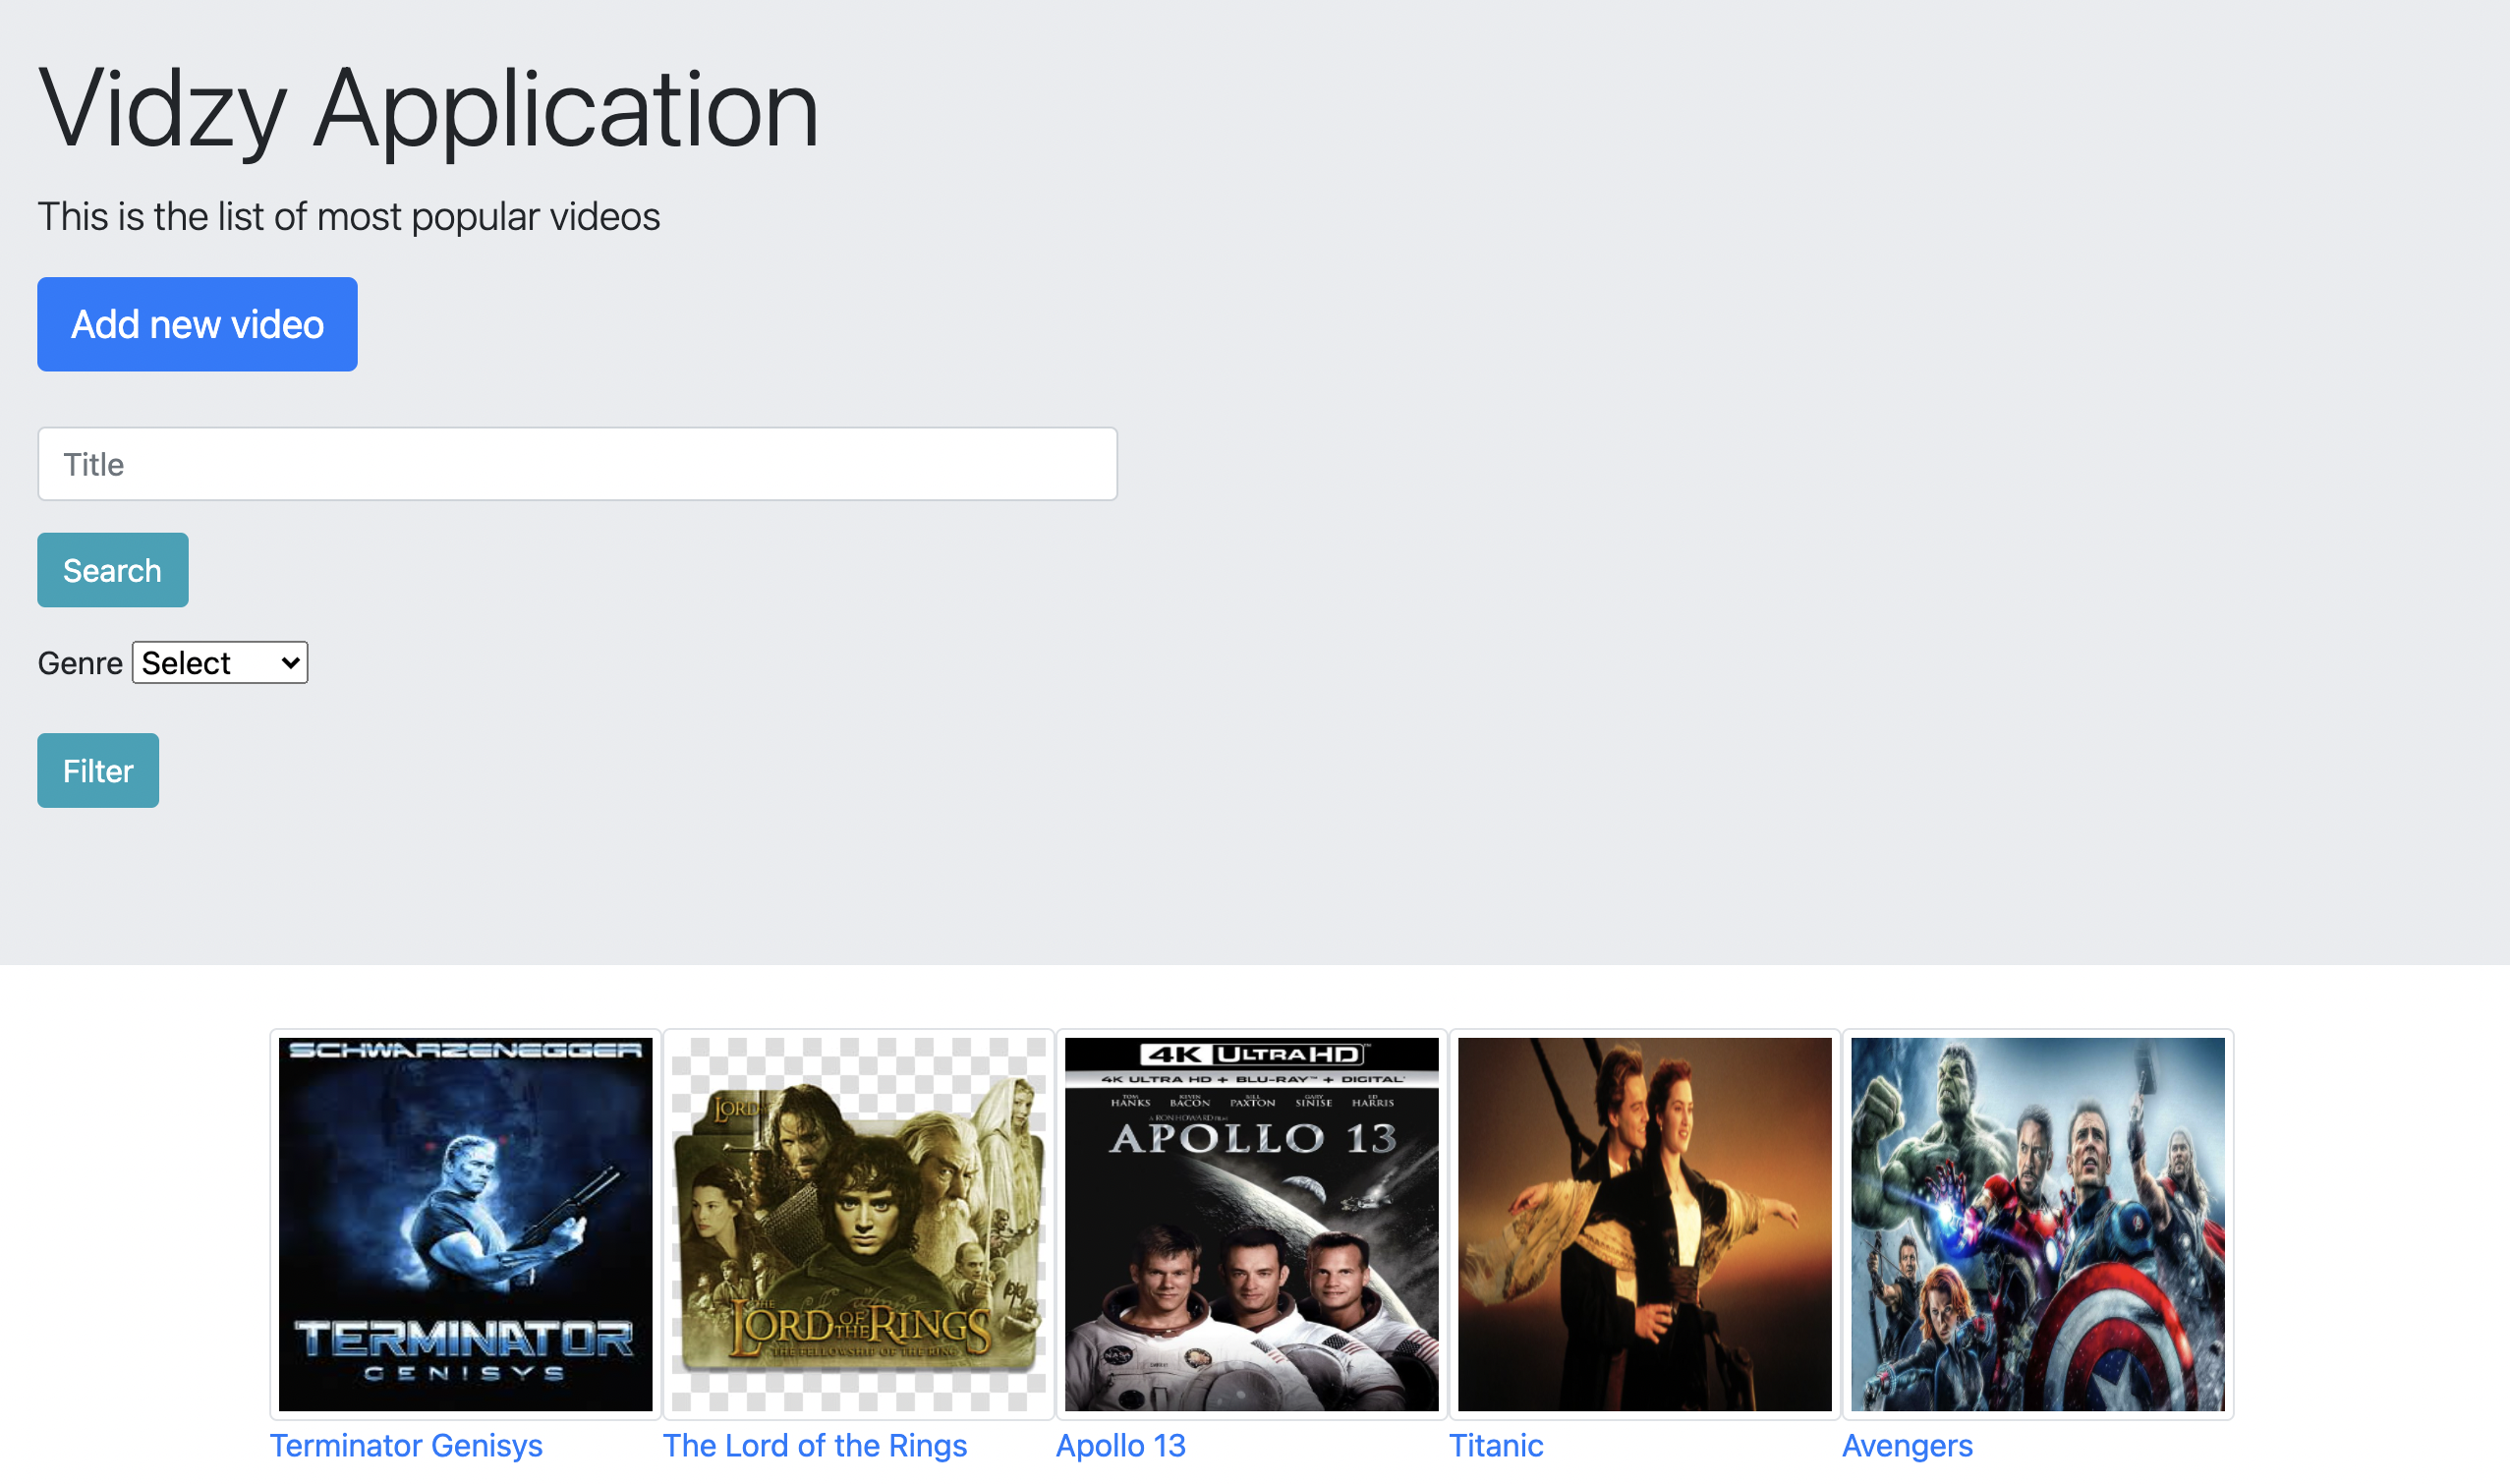 Vidzy Application
This is the list of most popular videos
Add new video
Title
Search
Genre Select
Filter
SCHWARZENEGGER
TERMINATOR
GENISYS
LORD
THE LORD OF THE RINGS
THE FELLOWSHIP OF THE RING
4K ULTRA HD
4K ULTRA HD + BLU-RAY™ + DIGITAL
TOM HANKS KEVIN BACON BILL PAXTON GARY SINISE ED HARRIS
A RON HOWARD FILM
APOLLO 13
NASA
Terminator Genisys
The Lord of the Rings
Apollo 13
Titanic
Avengers